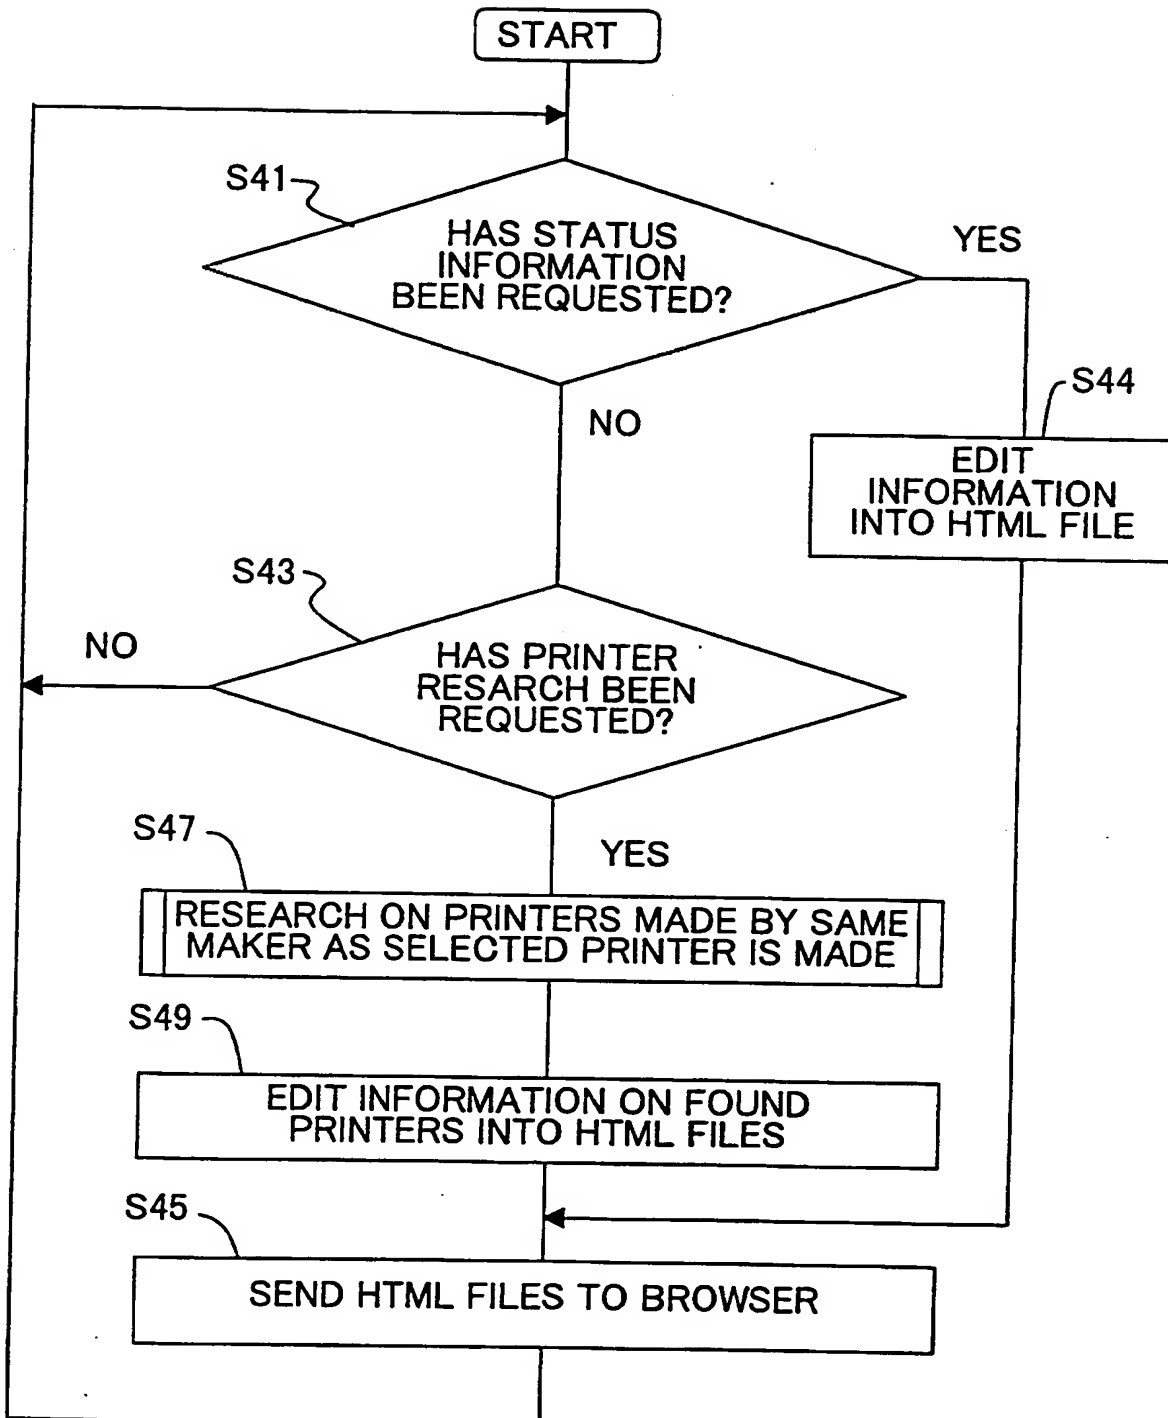 START
S41
HAS STATUS
INFORMATION
BEEN REQUESTED?
YES
NO
S44
EDIT
INFORMATION
INTO HTML FILE
S43
NO
HAS PRINTER
RESARCH BEEN
REQUESTED?
YES
S47
RESEARCH ON PRINTERS MADE BY SAME
MAKER AS SELECTED PRINTER IS MADE
S49
EDIT INFORMATION ON FOUND
PRINTERS INTO HTML FILES
S45
SEND HTML FILES TO BROWSER